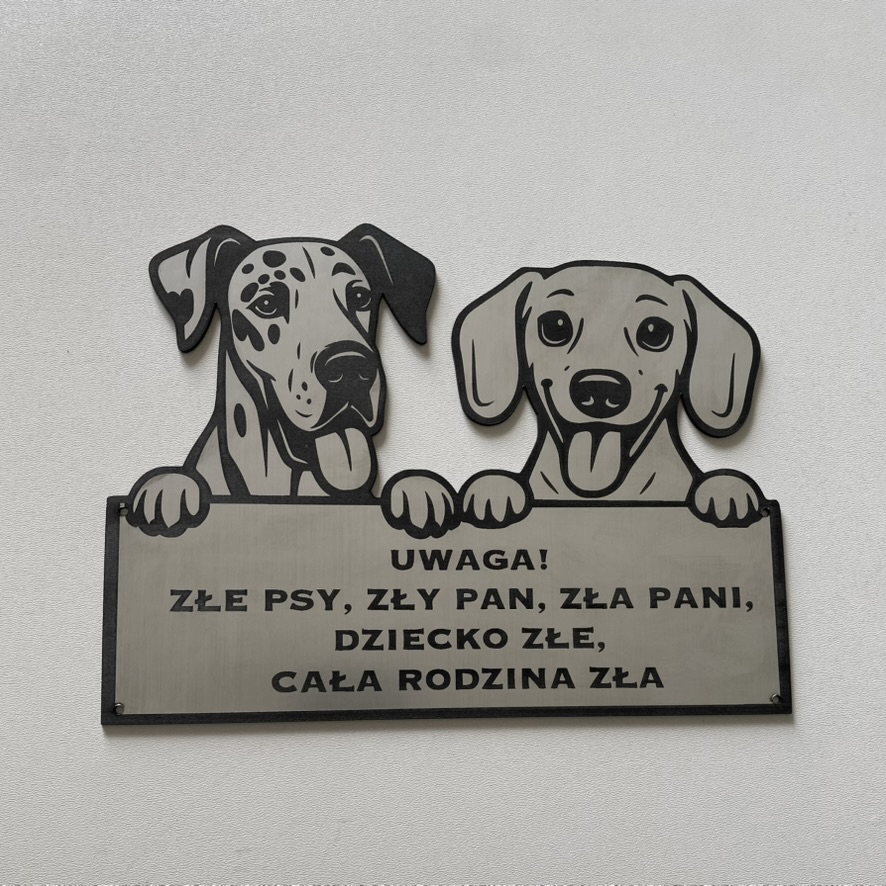 UWAGA!
ZŁE PSY, ZŁY PAN, ZŁA PANI,
DZIECKO ZŁE,
CAŁA RODZINA ZŁA